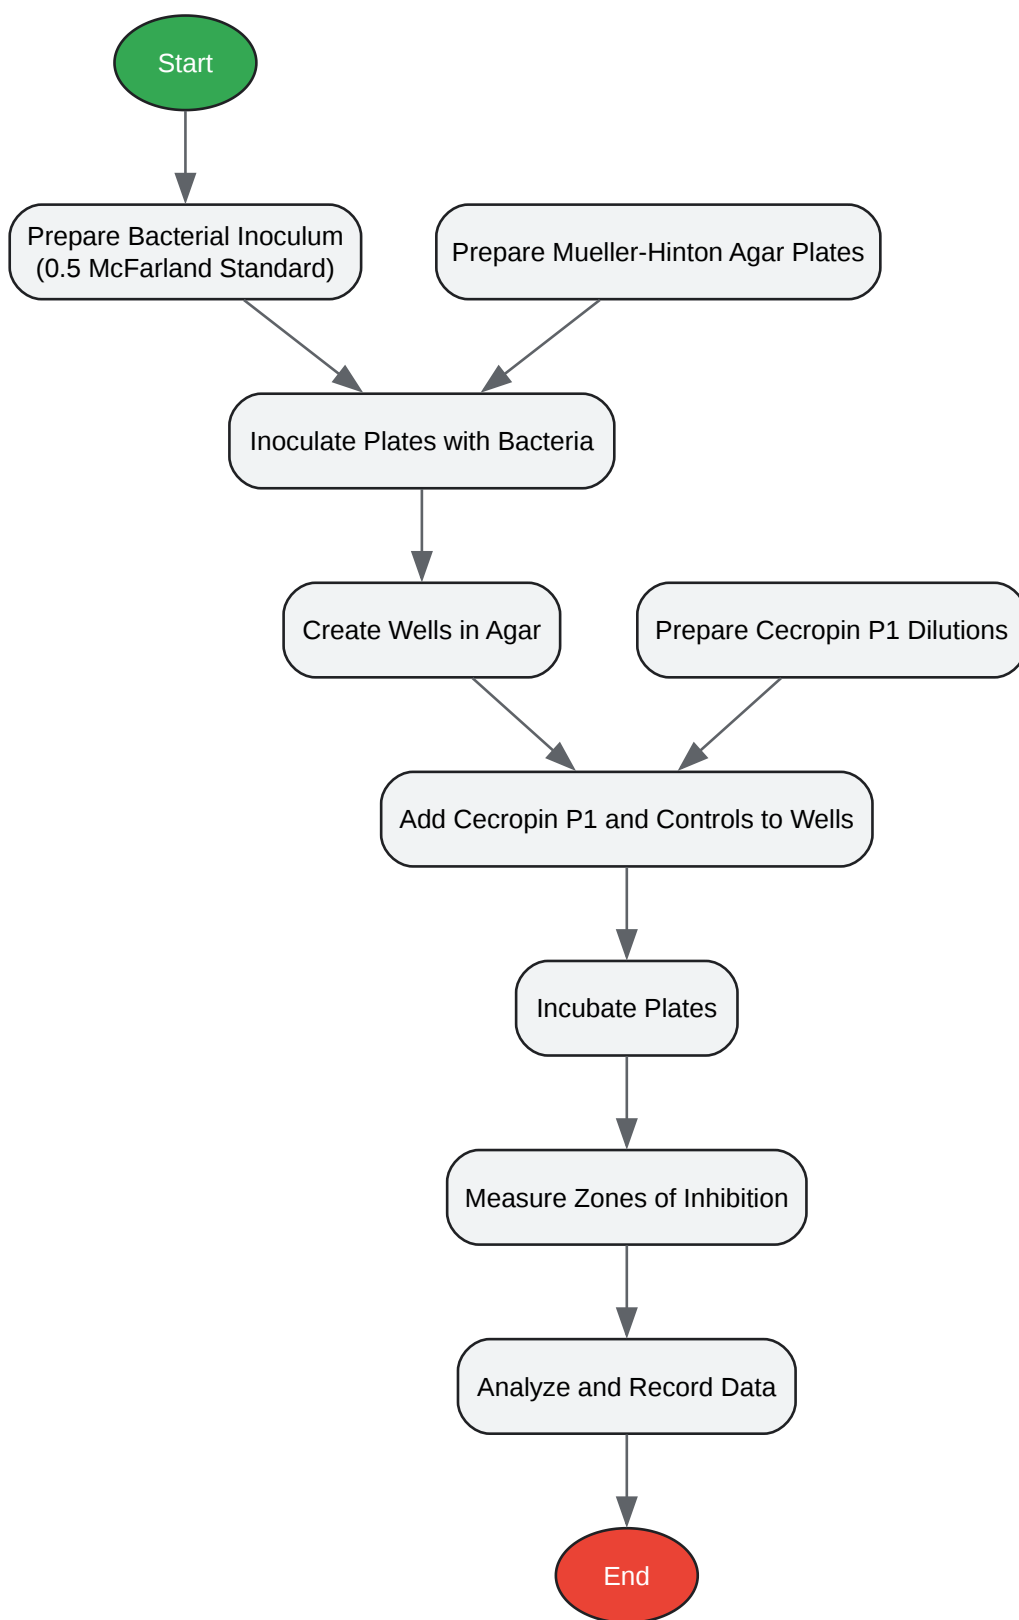 Start
Prepare Bacterial Inoculum
(0.5 McFarland Standard)
Prepare Mueller-Hinton Agar Plates
Inoculate Plates with Bacteria
Create Wells in Agar
Prepare Cecropin P1 Dilutions
Add Cecropin P1 and Controls to Wells
Incubate Plates
Measure Zones of Inhibition
Analyze and Record Data
End